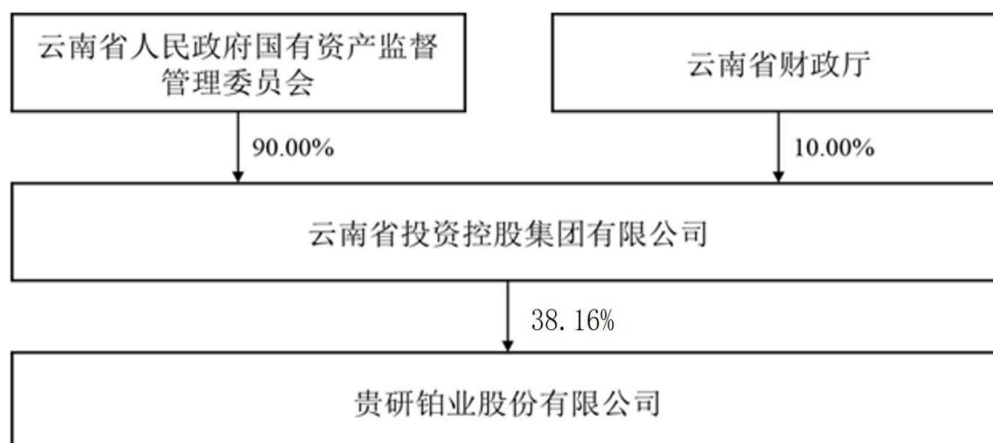 云南省人民政府国有资产监督
管理委员会
云南省财政厅
90.00%
10.00%
云南省投资控股集团有限公司
38.16%
贵研铂业股份有限公司